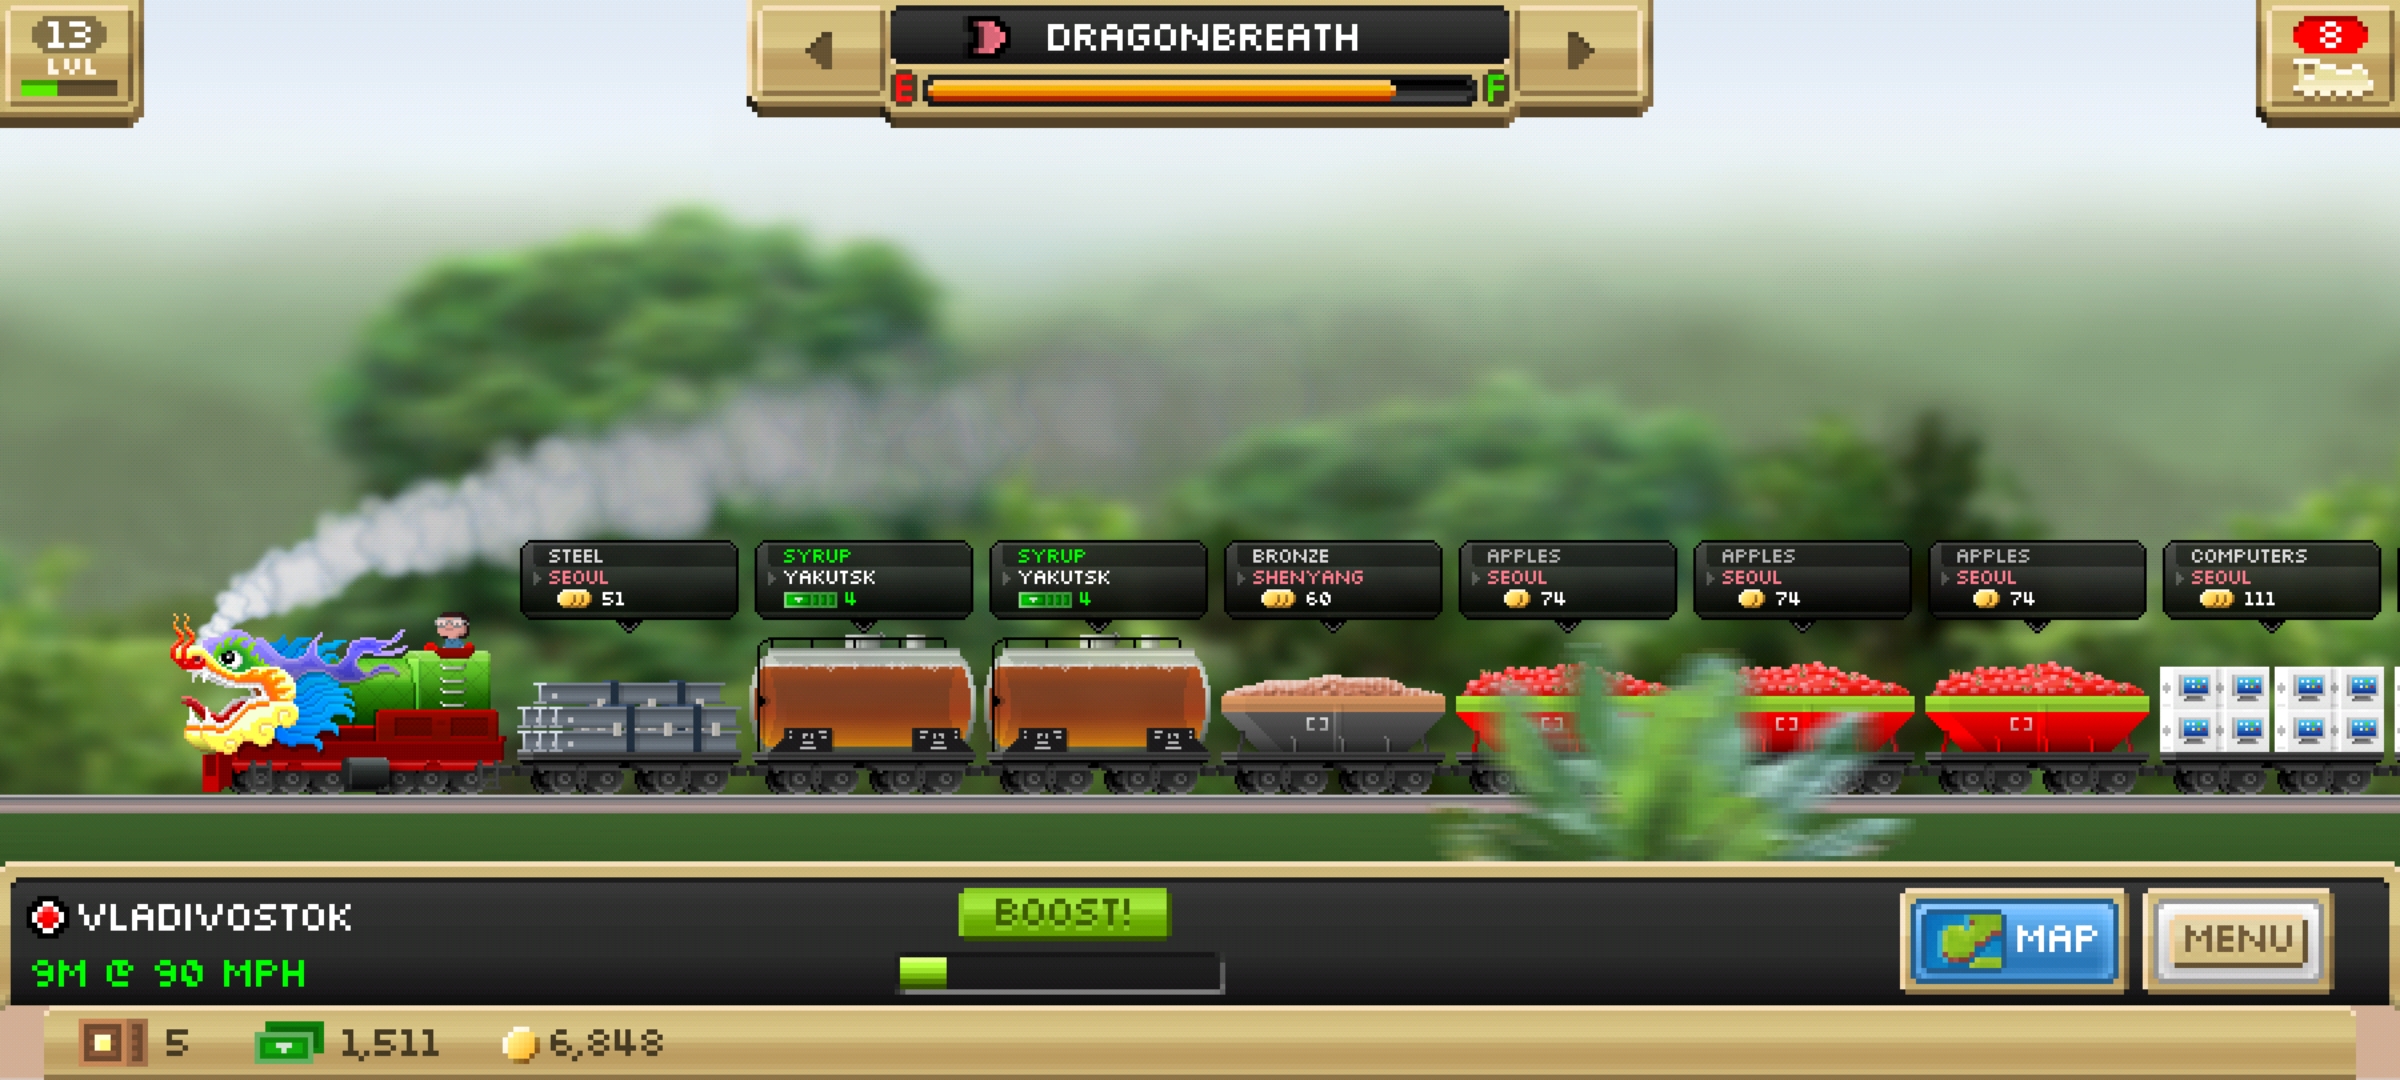 13
LVL
DRAGONBREATH
E
F
8
STEEL
SEOUL
51
SYRUP
YAKUTSK
4
SYRUP
YAKUTSK
4
BRONZE
SHENYANG
60
APPLES
SEOUL
74
APPLES
SEOUL
74
APPLES
SEOUL
74
COMPUTERS
SEOUL
111
VLADIVOSTOK
9M @ 90 MPH
BOOST!
MAP
MENU
5
1,511
6,848